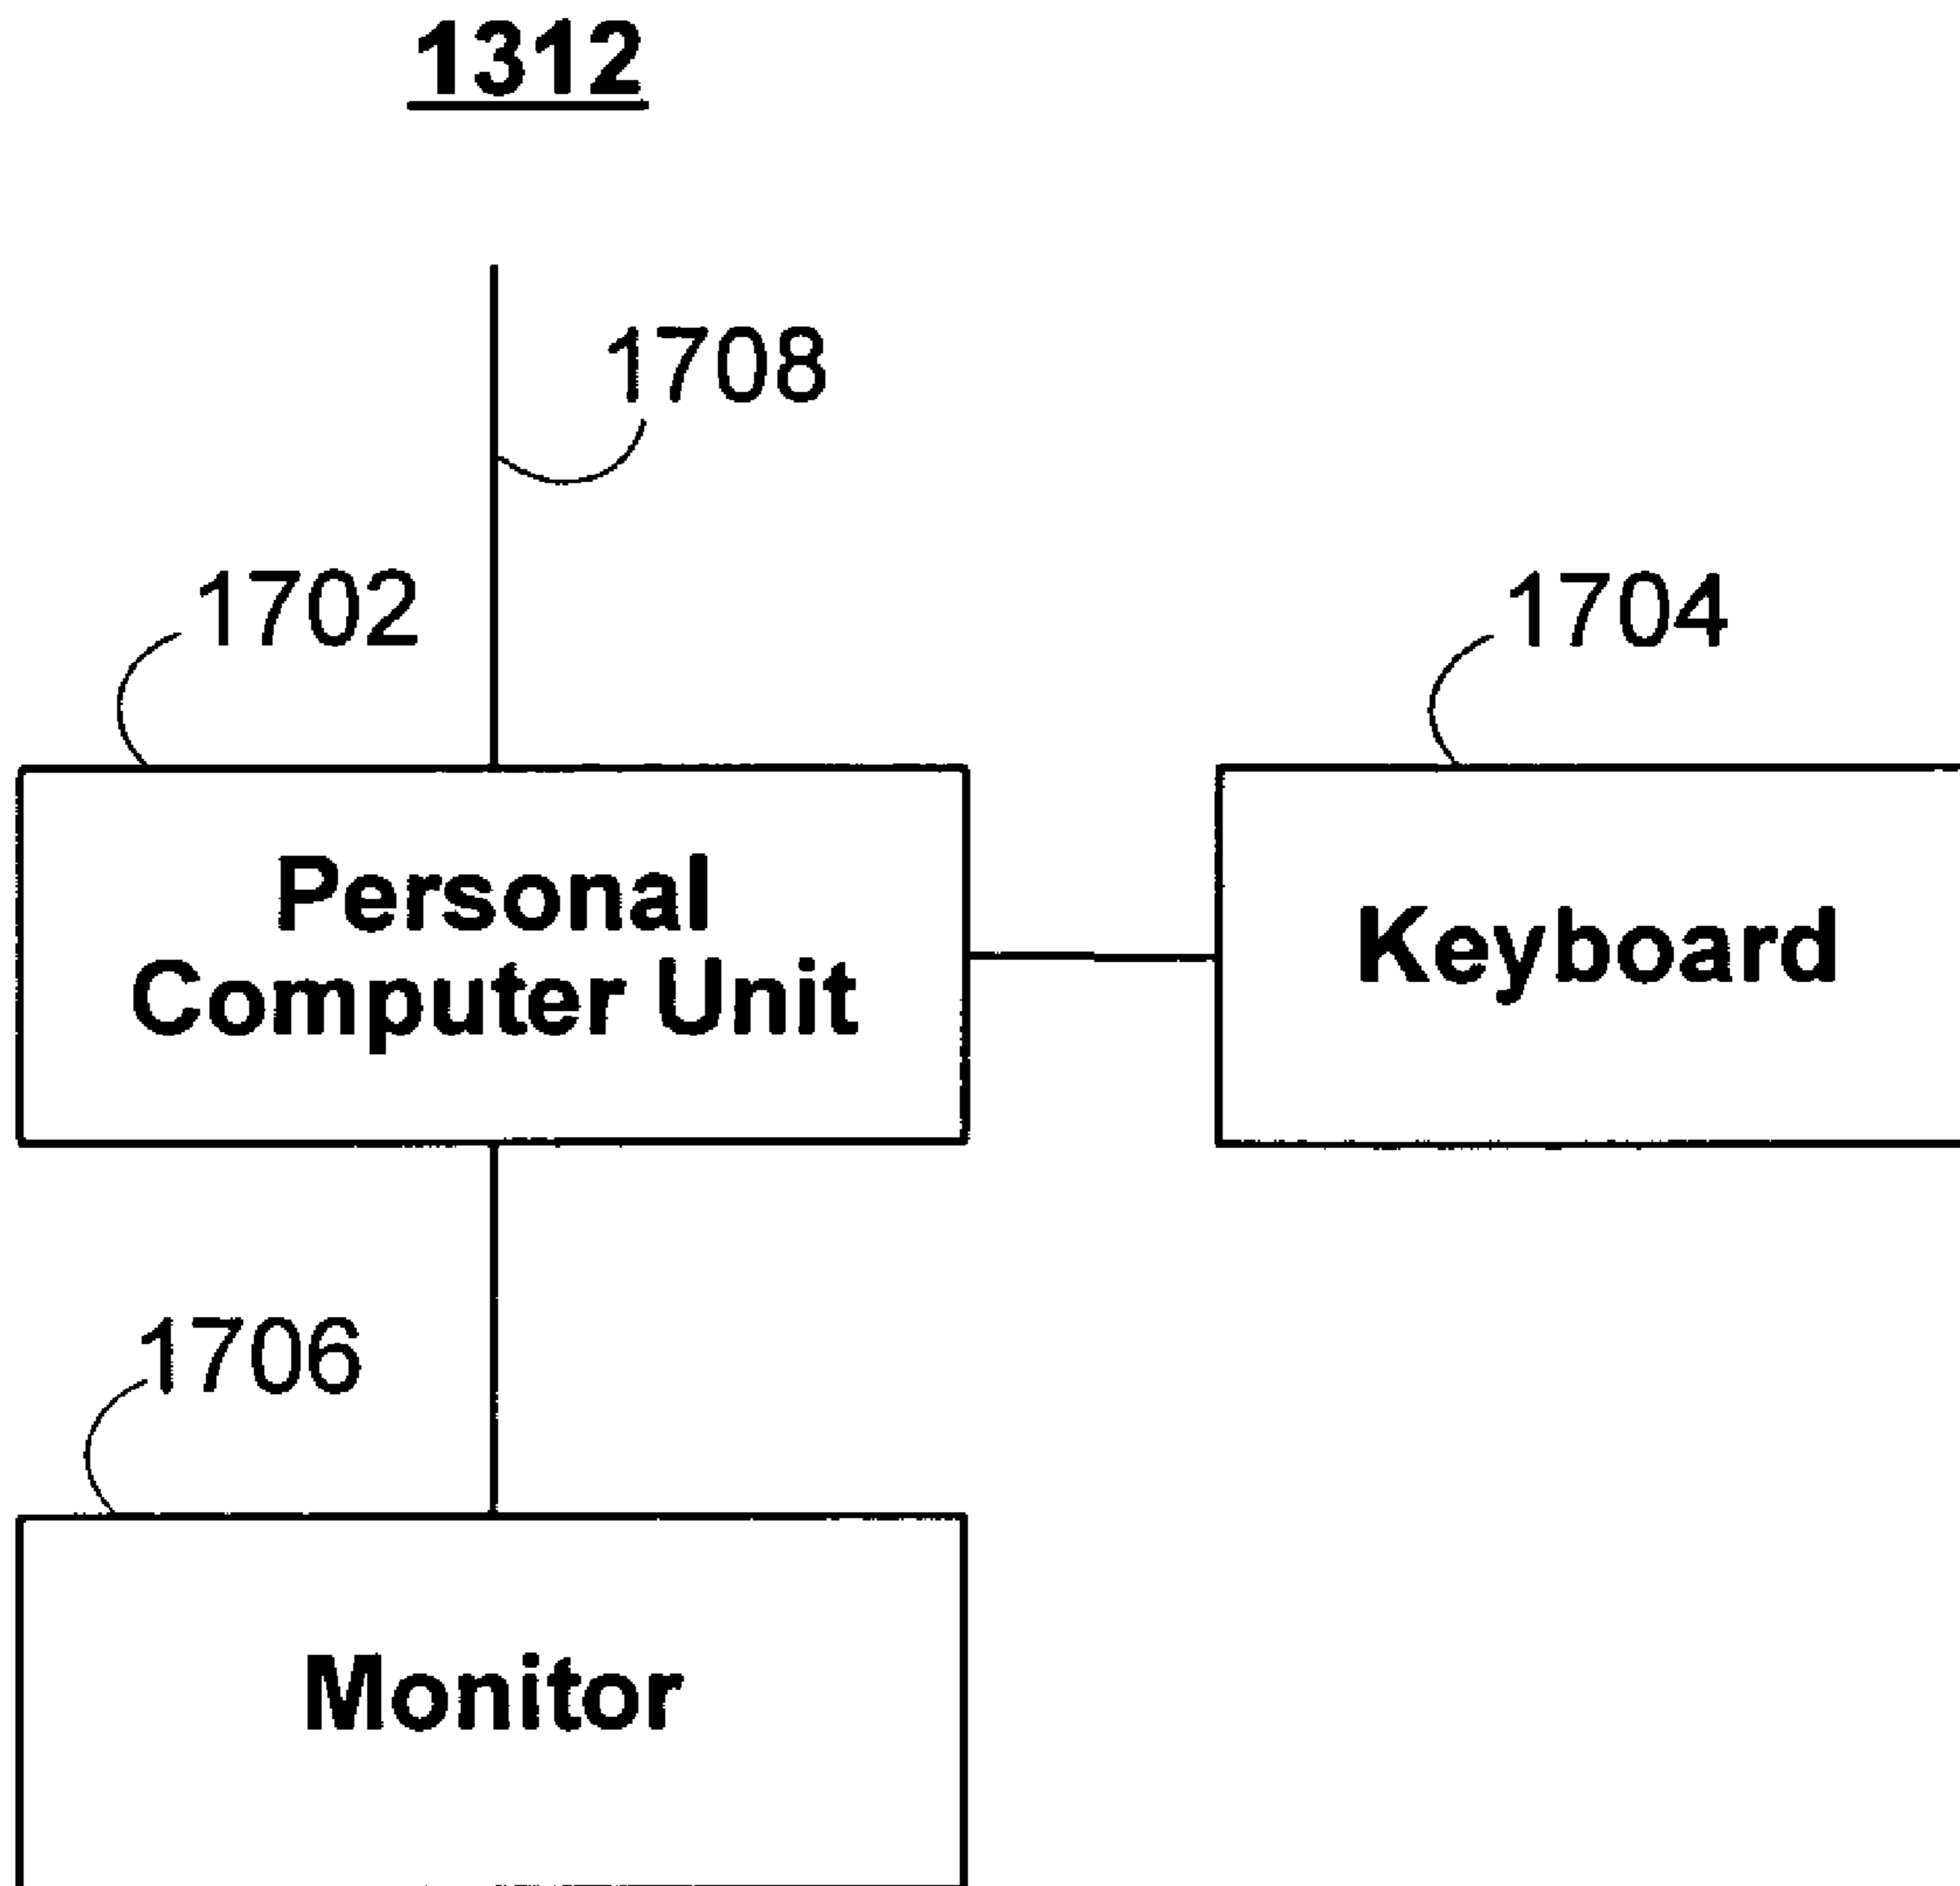 1312
1708
1702
1704
Personal
Computer Unit
Keyboard
1706
Monitor